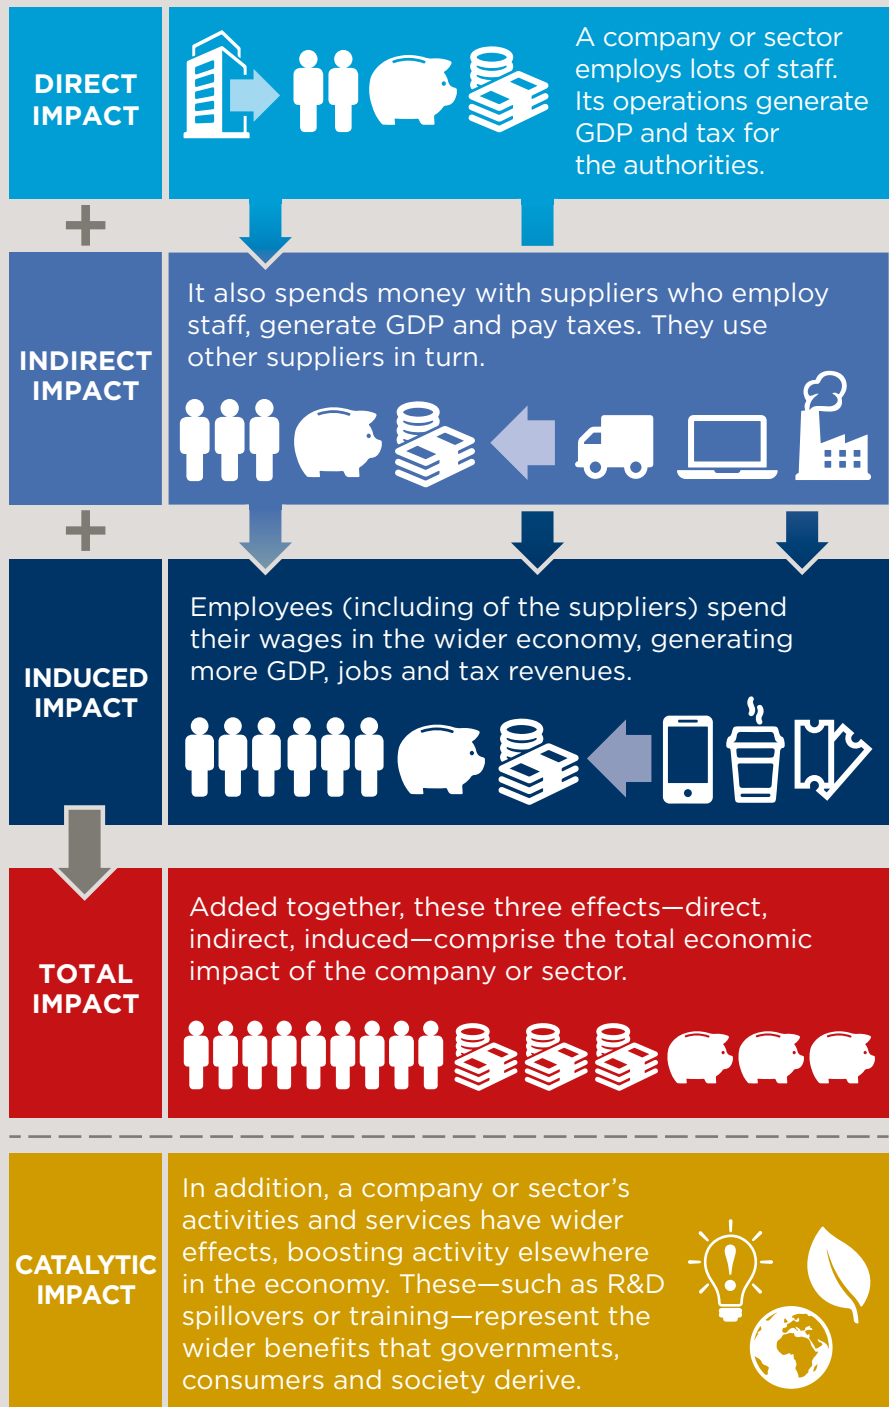 DIRECT
IMPACT
A company or sector
employs lots of staff.
Its operations generate
GDP and tax for
the authorities.
+
INDIRECT
IMPACT
It also spends money with suppliers who employ
staff, generate GDP and pay taxes. They use
other suppliers in turn.
+
INDUCED
IMPACT
Employees (including of the suppliers) spend
their wages in the wider economy, generating
more GDP, jobs and tax revenues.
TOTAL
IMPACT
Added together, these three effects—direct,
indirect, induced—comprise the total economic
impact of the company or sector.
CATALYTIC
IMPACT
In addition, a company or sector’s
activities and services have wider
effects, boosting activity elsewhere
in the economy. These—such as R&D
spillovers or training—represent the
wider benefits that governments,
consumers and society derive.